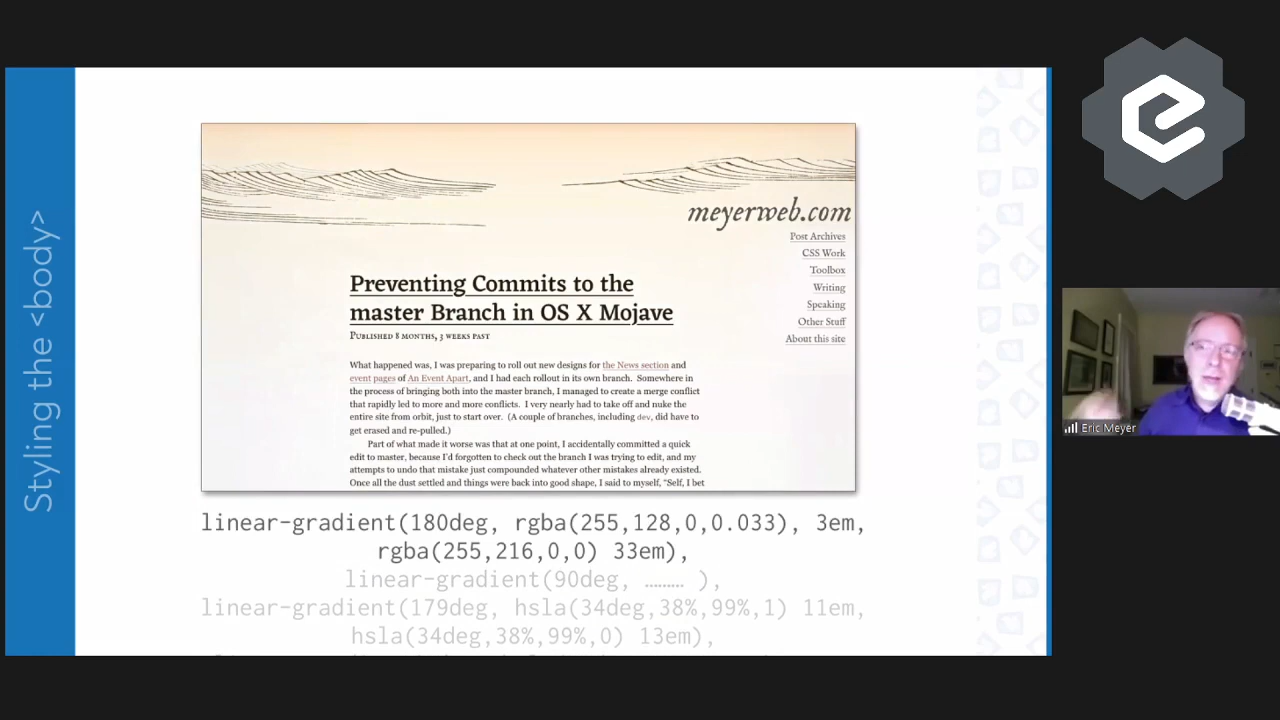 Styling the <body>
meyerweb.com
Post Archives
CSS Work
Toolbox
Writing
Speaking
Other Stuff
About this site
Preventing Commits to the
master Branch in OS X Mojave
Published 8 months, 3 weeks past
What happened was, I was preparing to roll out new designs for the News section and
event pages of An Event Apart, and I had each rollout in its own branch. Somewhere in
the process of bringing both into the master branch, I managed to create a merge conflict
that rapidly led to more and more conflicts. I very nearly had to take off and nuke the
entire site from orbit, just to start over. (A couple of branches, including dev, did have to
get erased and re-pulled.)
Part of what made it worse was that at one point, I accidentally committed a quick
edit to master, because I'd forgotten to check out the branch I was trying to edit, and my
attempts to undo that mistake just compounded whatever other mistakes already existed.
Once all the dust settled and things were back into good shape, I said to myself, “Self, I bet
linear-gradient(180deg, rgba(255,128,0,0.033), 3em,
rgba(255,216,0,0) 33em),
linear-gradient(90deg, ……… ),
linear-gradient(179deg, hsla(34deg,38%,99%,1) 11em,
hsla(34deg,38%,99%,0) 13em),
Eric Meyer